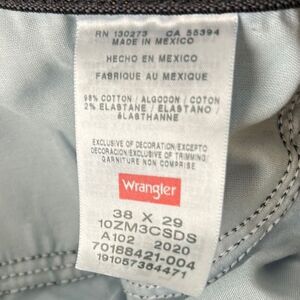 RN 130273 CA 55394
MADE IN MEXICO
HECHO EN MEXICO
FABRIQUE AU MEXIQUE
98% COTTON / ALGODON / COTON
2% ELASTANE / ELASTANO /
ÉLASTHANNE
EXCLUSIVE OF DECORATION/EXCEPTO
DECORACION/EXCLUSIVE OF TRIMMING/
GARNITURE NON COMPRISE
Wrangler
38 X 29
10ZM3CSDS
A102 2020
70188421-004
191057364471